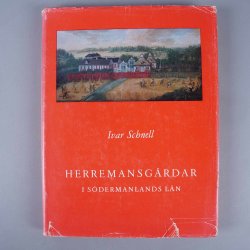 Ivar Schnell
HERREMANSGÅRDAR
I SÖDERMANLANDS LÄN